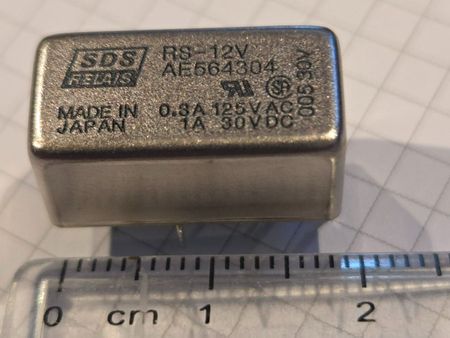 SDS
RELAIS
RS-12V
AE564304
MADE IN
JAPAN
0.3A 125VAC
1A 30VDC
005 30V
0 cm 1 2